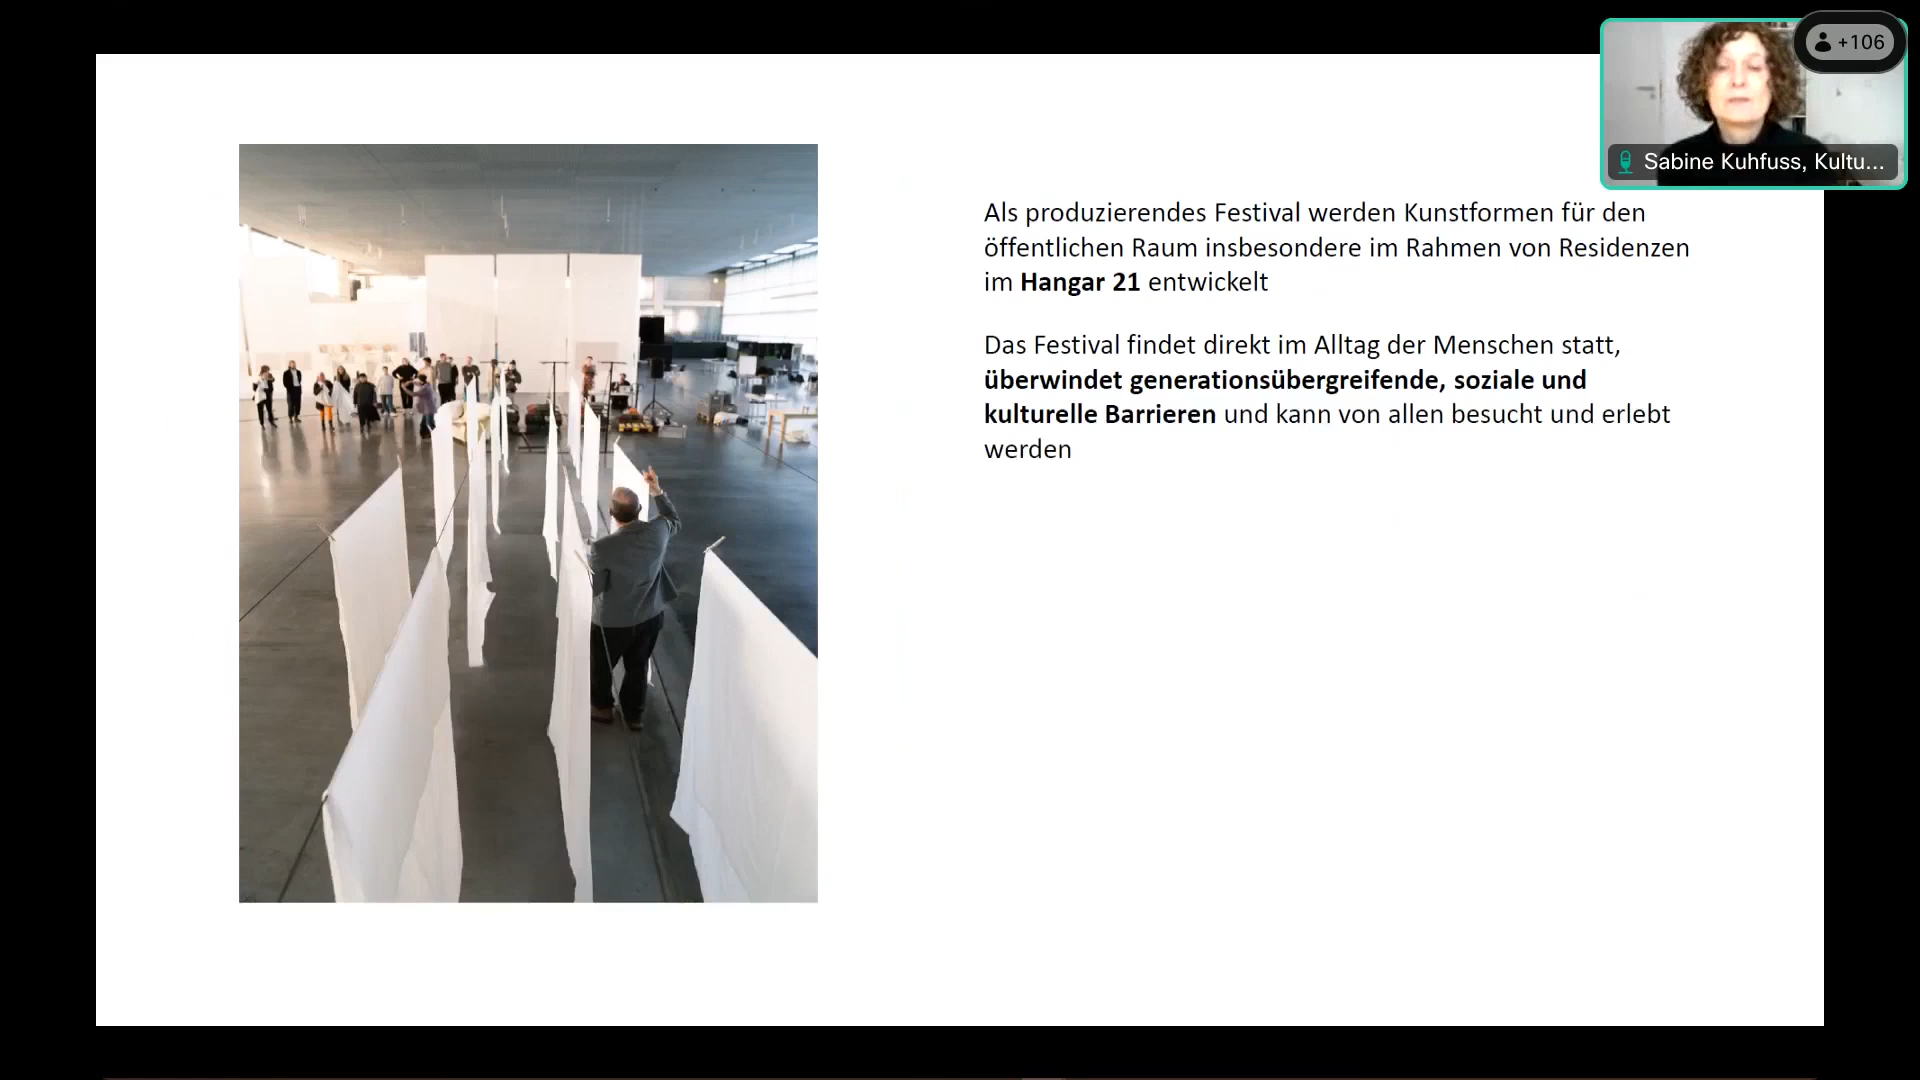 +106
Sabine Kuhfuss, Kultu...
Als produzierendes Festival werden Kunstformen für den
öffentlichen Raum insbesondere im Rahmen von Residenzen
im Hangar 21 entwickelt
Das Festival findet direkt im Alltag der Menschen statt,
überwindet generationsübergreifende, soziale und
kulturelle Barrieren und kann von allen besucht und erlebt
werden